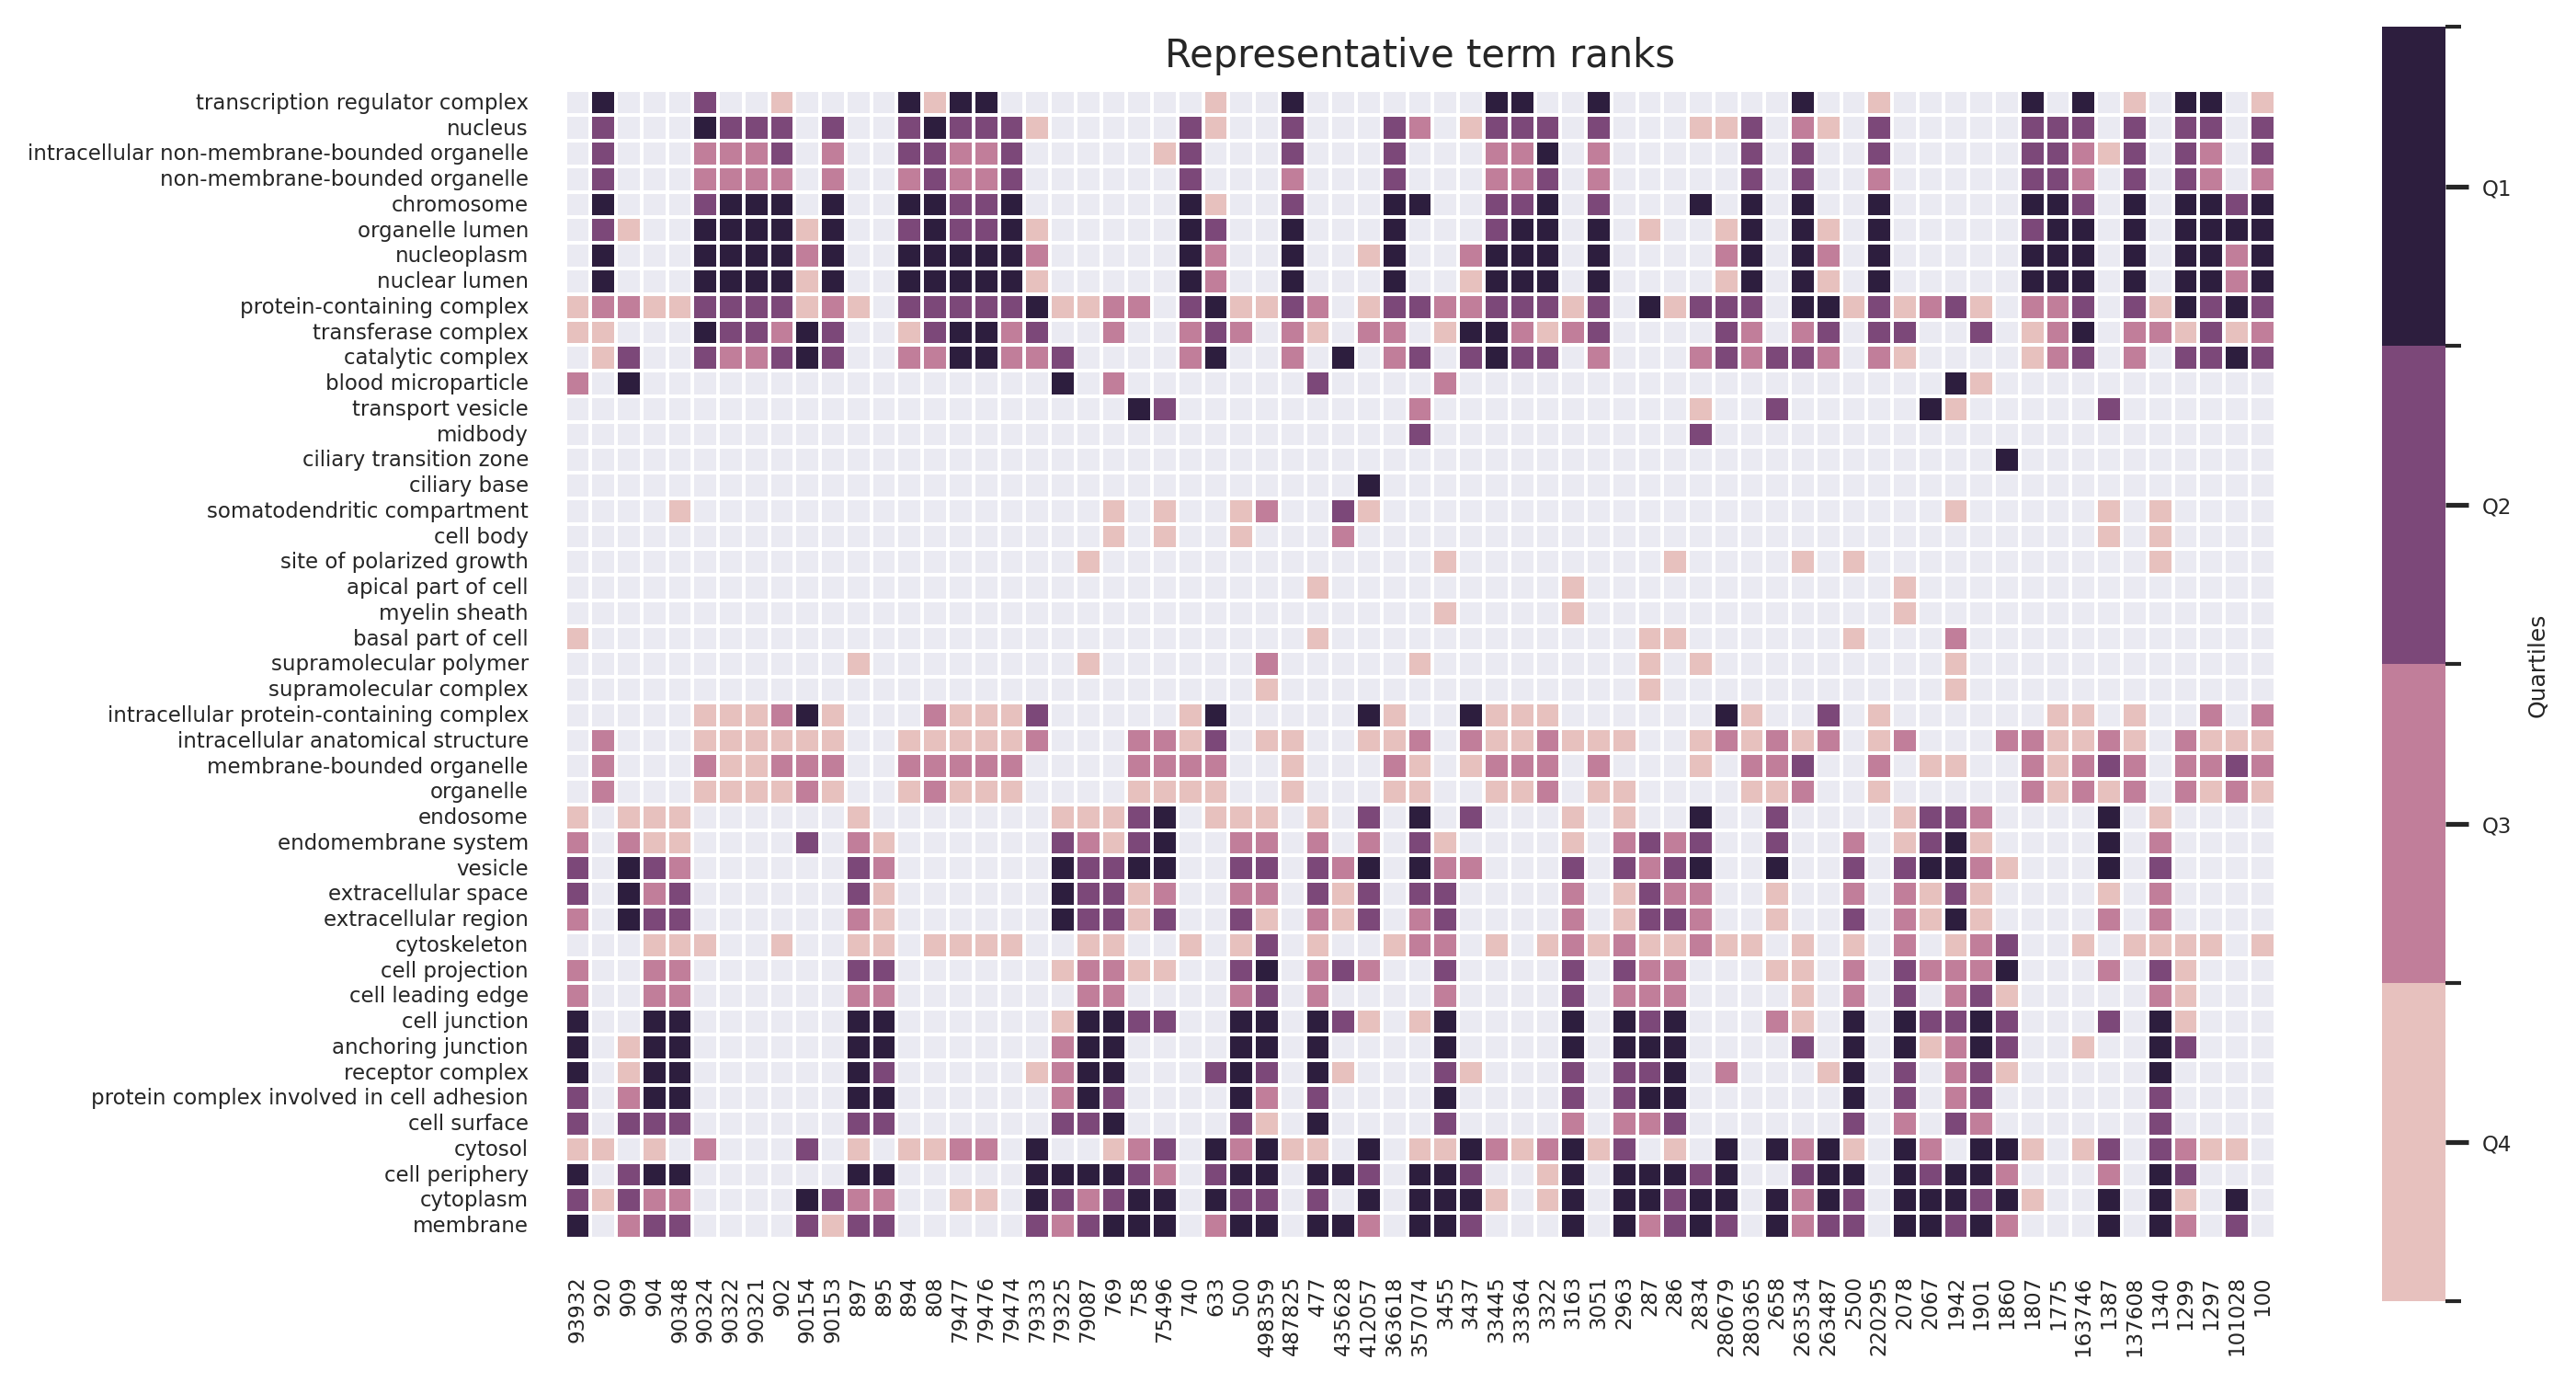 Representative term ranks
transcription regulator complex
nucleus
intracellular non-membrane-bounded organelle
non-membrane-bounded organelle
chromosome
organelle lumen
nucleoplasm
nuclear lumen
protein-containing complex
transferase complex
catalytic complex
blood microparticle
transport vesicle
midbody
ciliary transition zone
ciliary base
somatodendritic compartment
cell body
site of polarized growth
apical part of cell
myelin sheath
basal part of cell
supramolecular polymer
supramolecular complex
intracellular protein-containing complex
intracellular anatomical structure
membrane-bounded organelle
organelle
endosome
endomembrane system
vesicle
extracellular space
extracellular region
cytoskeleton
cell projection
cell leading edge
cell junction
anchoring junction
receptor complex
protein complex involved in cell adhesion
cell surface
cytosol
cell periphery
cytoplasm
membrane
93932
920
909
904
90348
90324
90322
90321
902
90154
90153
897
895
894
808
79477
79476
79474
79333
79325
79087
769
758
75496
740
633
500
498359
487825
477
435628
412057
363618
357074
3455
3437
33445
33364
3322
3163
3051
2963
287
286
2834
280679
280365
2658
263534
263487
2500
220295
2078
2067
1942
1901
1860
1807
1775
163746
1387
137608
1340
1299
1297
101028
100
Q1
Q2
Q3
Q4
Quartiles